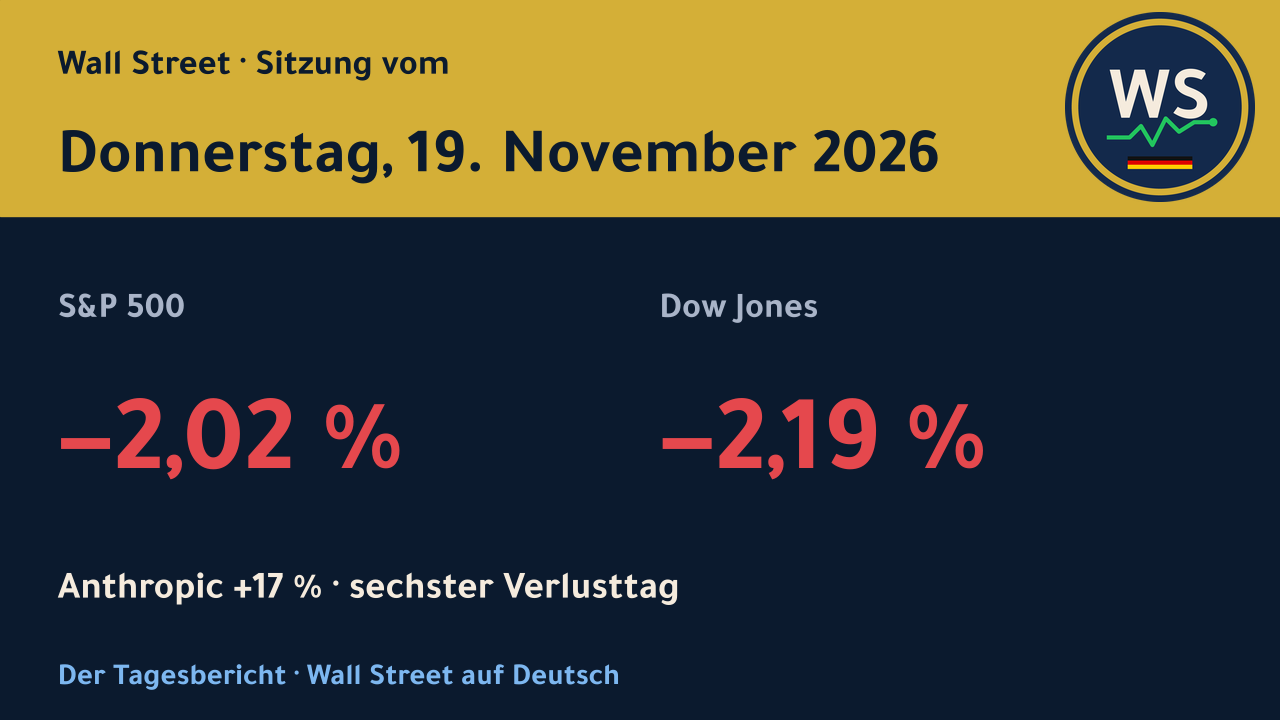 Wall Street · Sitzung vom
Donnerstag, 19. November 2026
WS
S&P 500
Dow Jones
–2,02 %
–2,19 %
Anthropic +17 % · sechster Verlusttag
Der Tagesbericht · Wall Street auf Deutsch